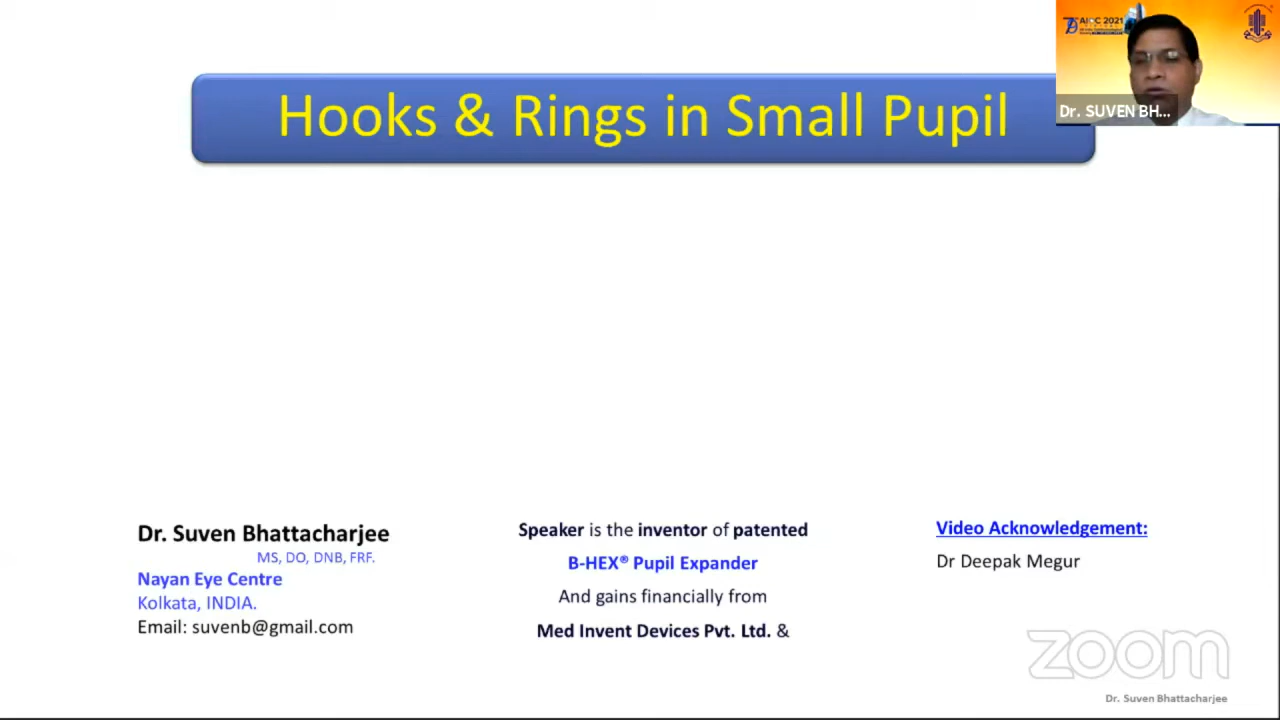 AIOC 2021
Dr. SUVEN BH...
Hooks & Rings in Small Pupil
Dr. Suven Bhattacharjee
MS, DO, DNB, FRF.
Nayan Eye Centre
Kolkata, INDIA.
Email: suvenb@gmail.com
Speaker is the inventor of patented
B-HEX® Pupil Expander
And gains financially from
Med Invent Devices Pvt. Ltd. &
Video Acknowledgement:
Dr Deepak Megur
zoom
Dr. Suven Bhattacharjee